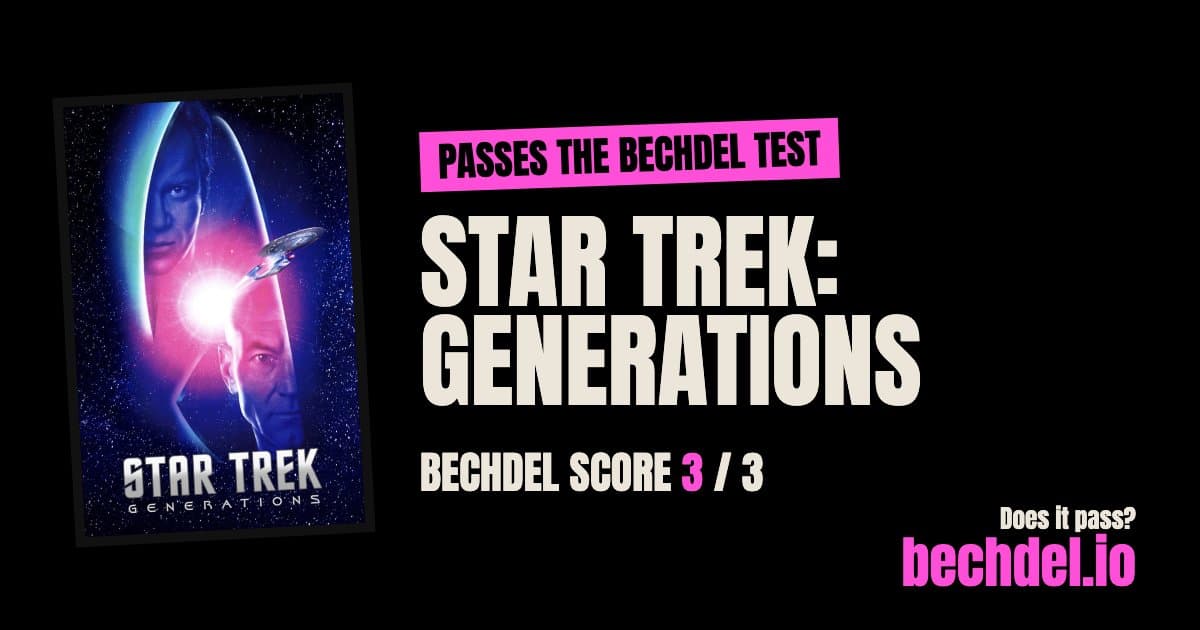 PASSES THE BECHDEL TEST
STAR TREK:
GENERATIONS
BECHDEL SCORE 3 / 3
STAR TREK
GENERATIONS
Does it pass?
bechdel.io